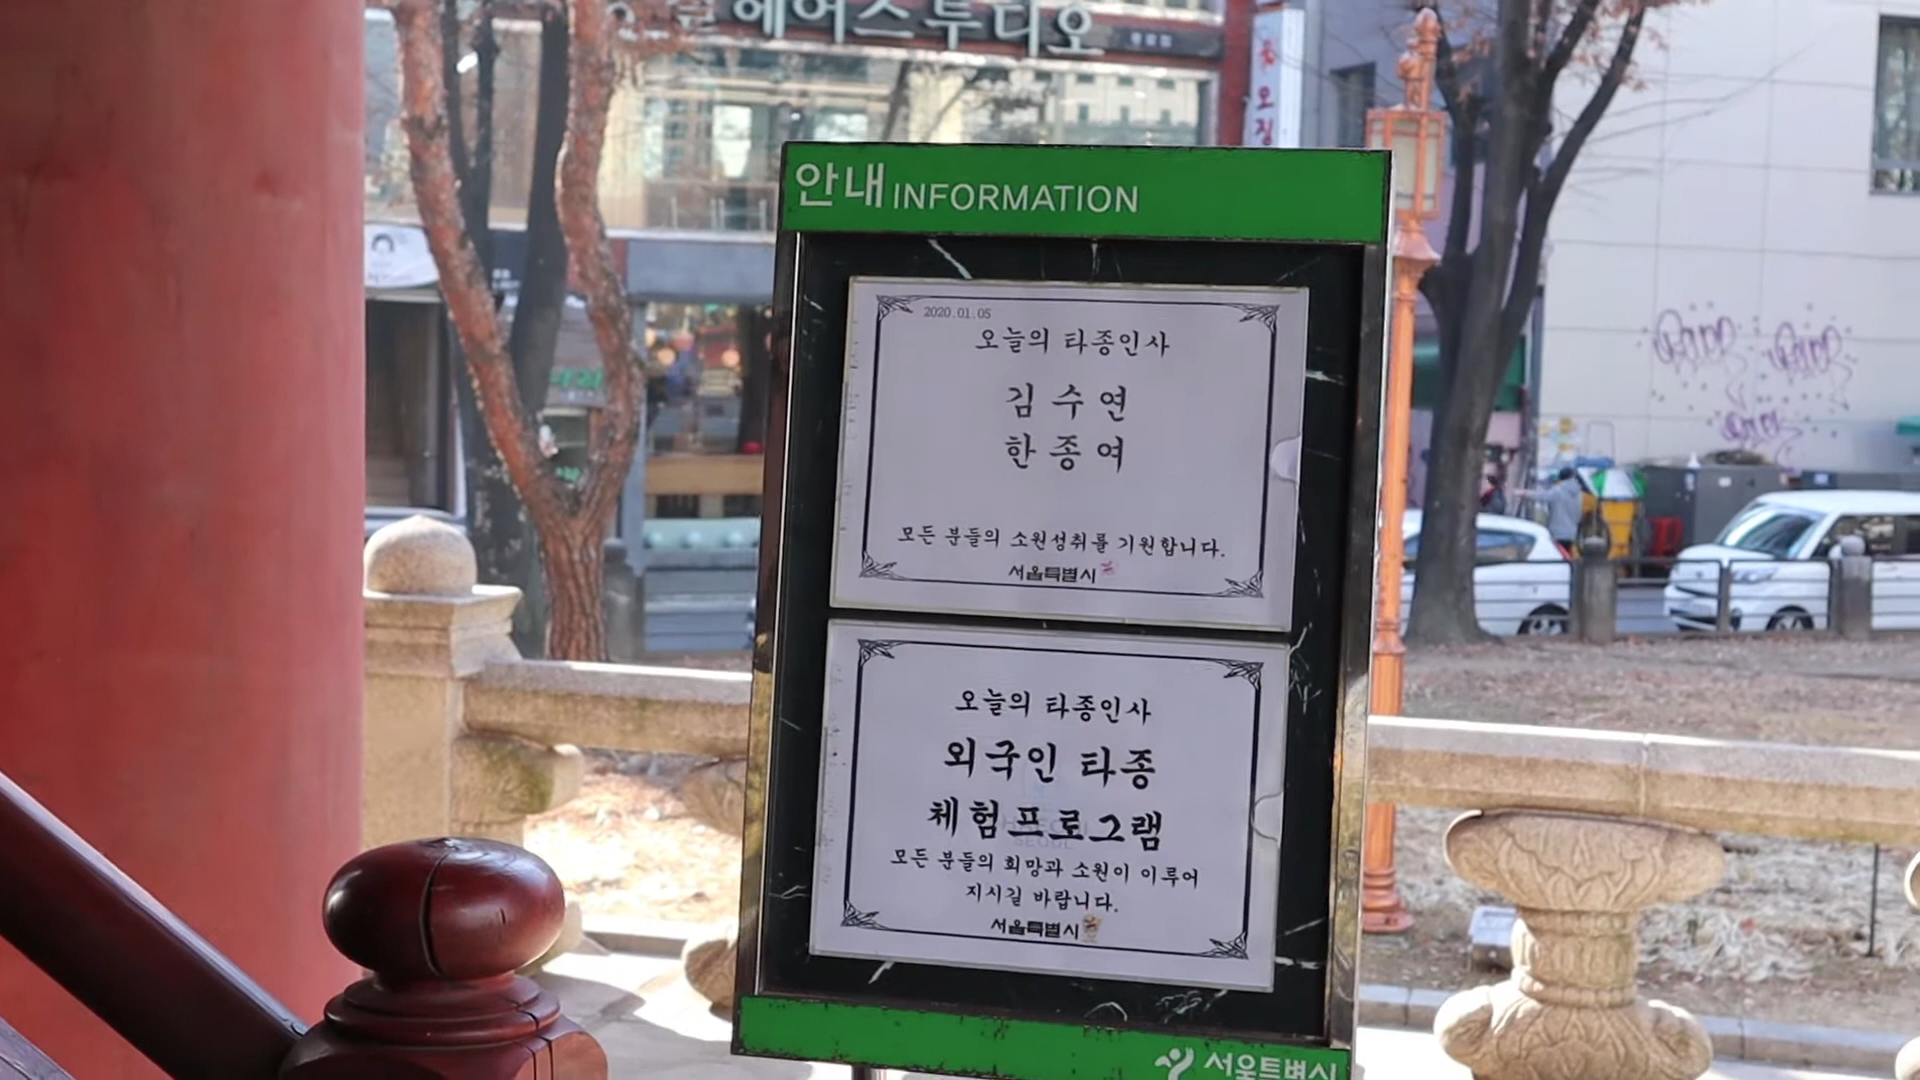 헤어스투디오
오징
안내 INFORMATION
2020.01.05
오늘의 타종인사
김 수 연
한 종 여
모든 분들의 소원성취를 기원합니다.
서울특별시
오늘의 타종인사
외국인 타종
체험프로그램
모든 분들의 희망과 소원이 이루어
지시길 바랍니다.
서울특별시
서울특별시